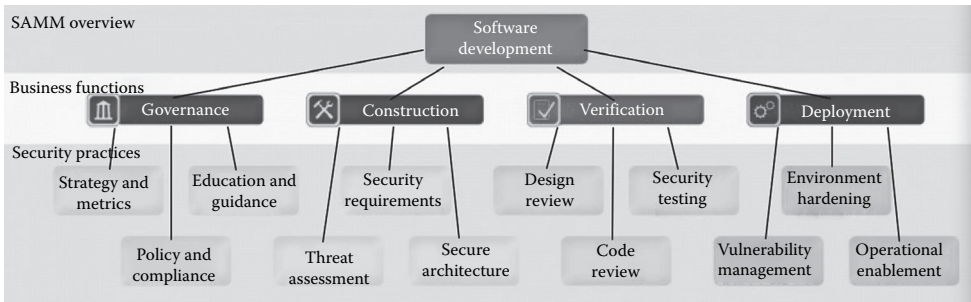 SAMM overview
Software
development
Business functions
Governance
Construction
Verification
Deployment
Security practices
Strategy and
metrics
Education and
guidance
Security
requirements
Design
review
Security
testing
Environment
hardening
Policy and
compliance
Threat
assessment
Secure
architecture
Code
review
Vulnerability
management
Operational
enablement